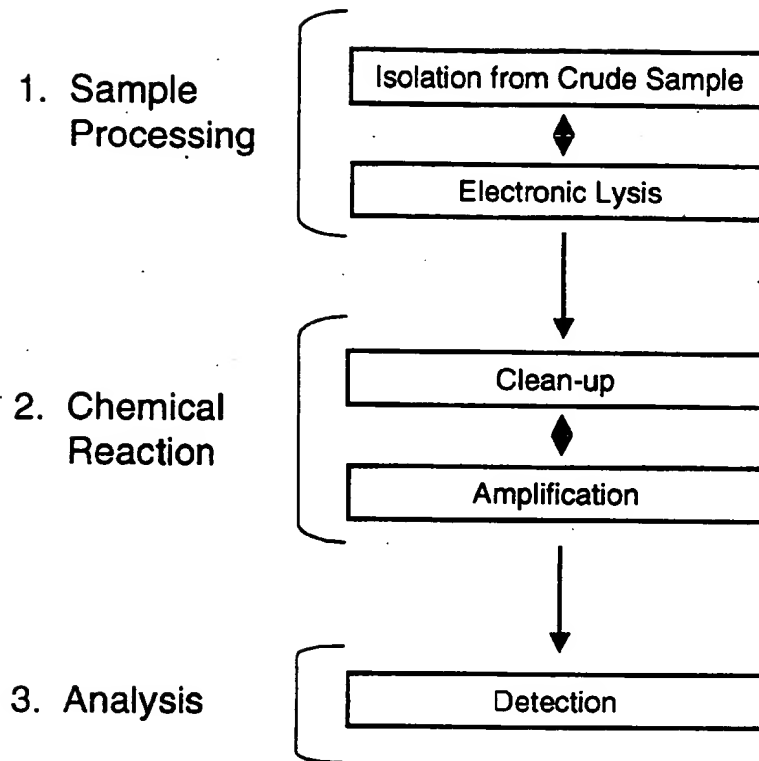 1. Sample
Processing
Isolation from Crude Sample
Electronic Lysis
2. Chemical
Reaction
Clean-up
Amplification
3. Analysis
Detection